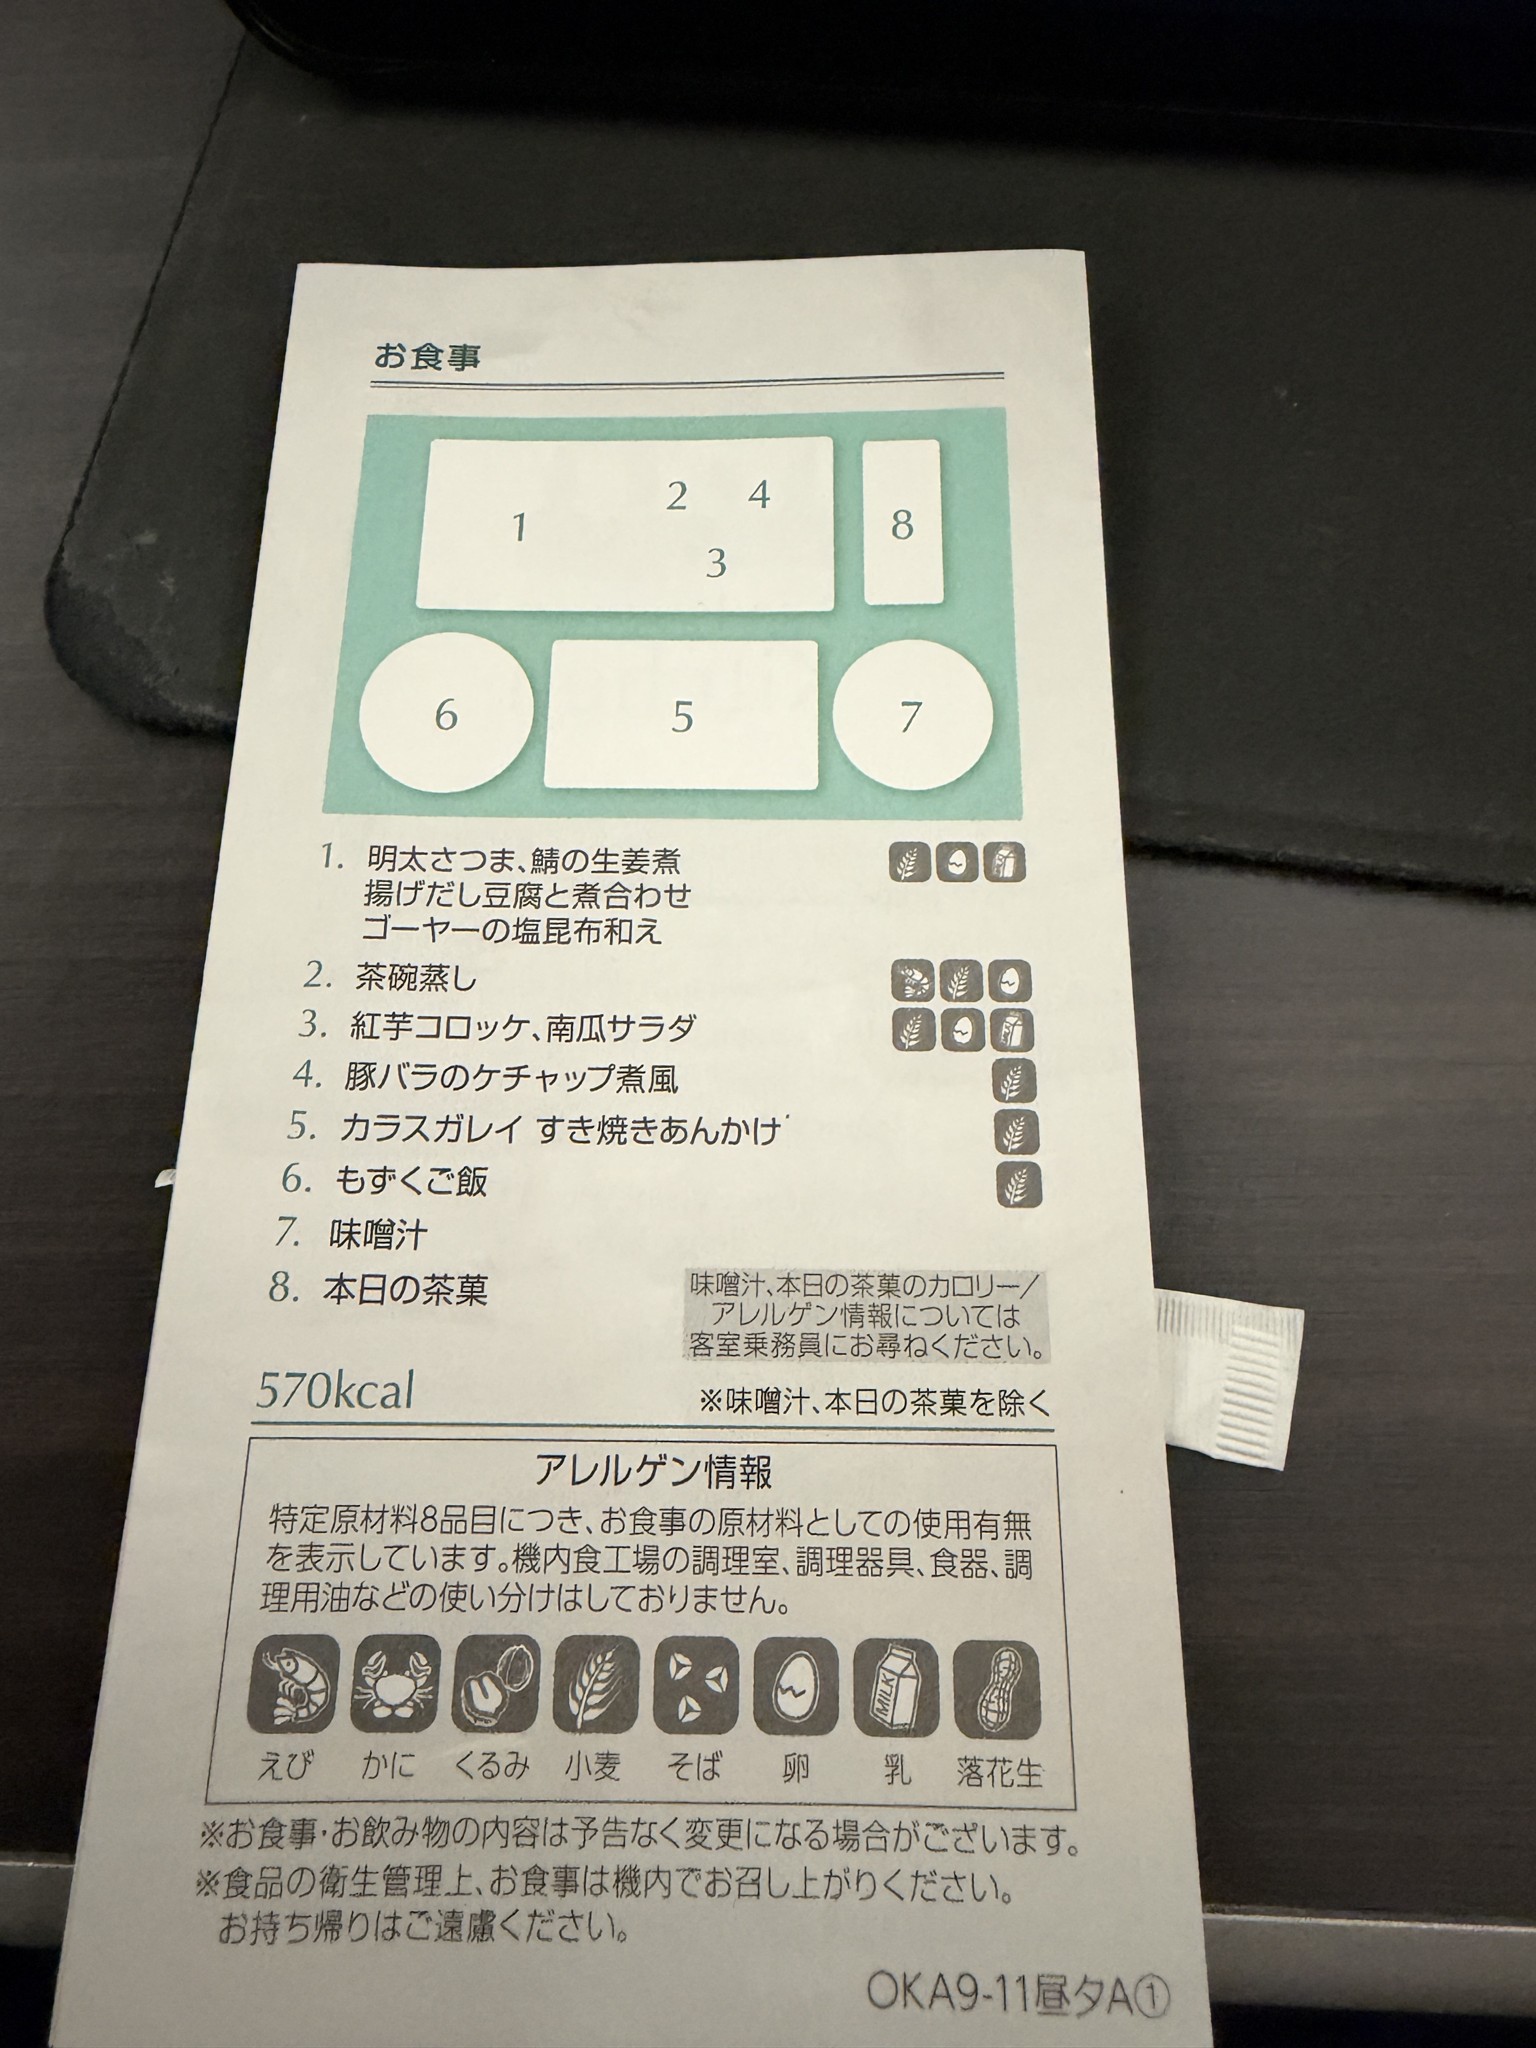 お食事
1
2
4
3
8
6
5
7
1. 明太さつま、鯖の生姜煮
揚げだし豆腐と煮合わせ
ゴーヤーの塩昆布和え
2. 茶碗蒸し
3. 紅芋コロッケ、南瓜サラダ
4. 豚バラのケチャップ煮風
5. カラスガレイ すき焼きあんかけ
6. もずくご飯
7. 味噌汁
8. 本日の茶菓
味噌汁、本日の茶菓のカロリー/
アレルゲン情報については
客室乗務員にお尋ねください。
570kcal
※味噌汁、本日の茶菓を除く
アレルゲン情報
特定原材料8品目につき、お食事の原材料としての使用有無
を表示しています。機内食工場の調理室、調理器具、食器、調
理用油などの使い分けはしておりません。
MILK
えび かに くるみ 小麦 そば 卵 乳 落花生
※お食事・お飲み物の内容は予告なく変更になる場合がございます。
※食品の衛生管理上、お食事は機内でお召し上がりください。
お持ち帰りはご遠慮ください。
OKA9-11昼夕A①